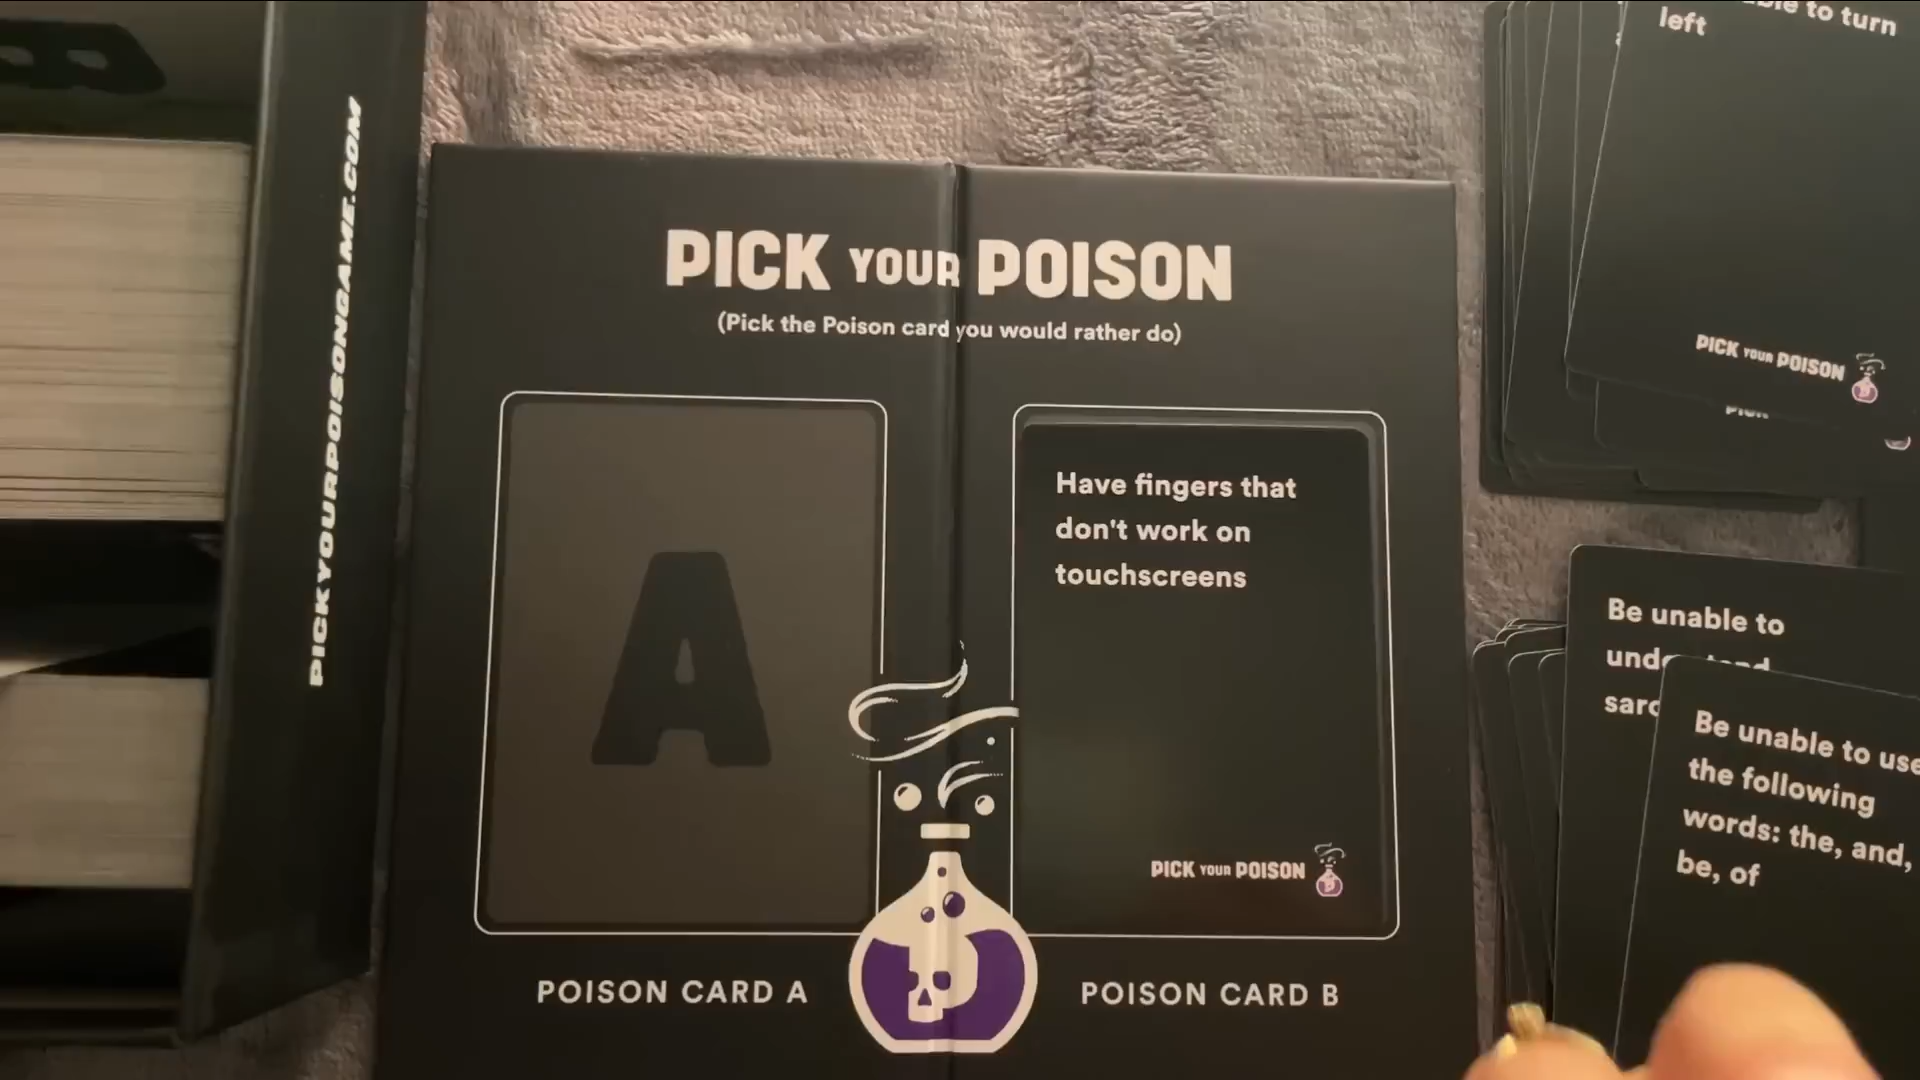 PICKYOURPOISONGAME.COM
PICK YOUR POISON
(Pick the Poison card you would rather do)
A
Have fingers that
don't work on
touchscreens
PICK YOUR POISON
POISON CARD A
POISON CARD B
to turn
left
PICK YOUR POISON
Be unable to
Be unable to use
the following
words: the, and,
be, of